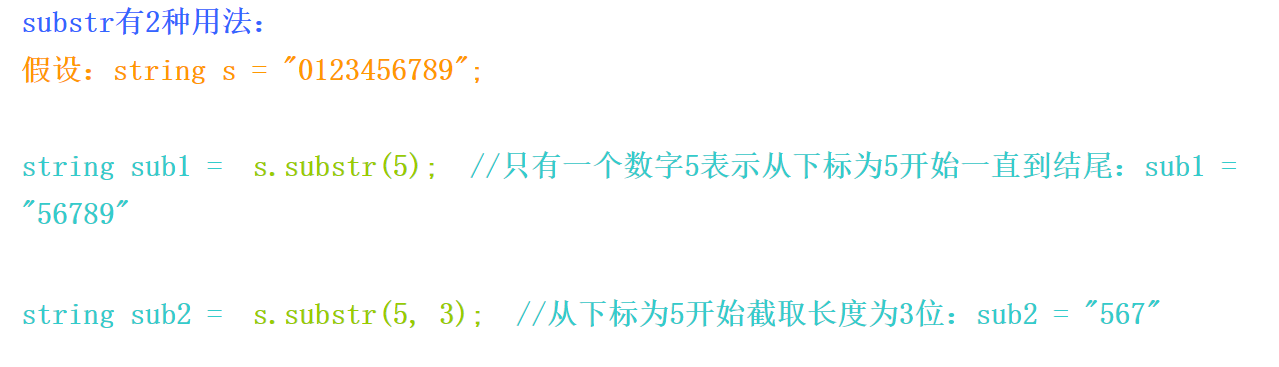 substr有2种用法：
假设：string s = "0123456789";
string sub1 =  s.substr(5);  //只有一个数字5表示从下标为5开始一直到结尾：sub1 =
"56789"
string sub2 =  s.substr(5, 3);  //从下标为5开始截取长度为3位：sub2 = "567"